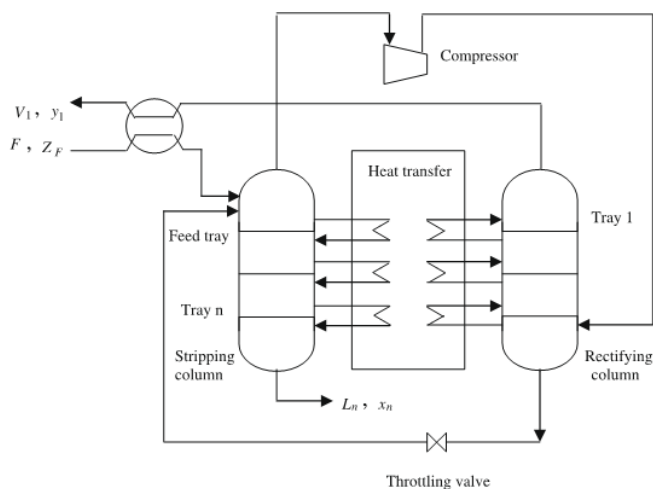 Compressor
V1, y1
F, ZF
Heat transfer
Feed tray
Tray 1
Tray n
Stripping
column
Rectifying
column
Ln, xn
Throttling valve